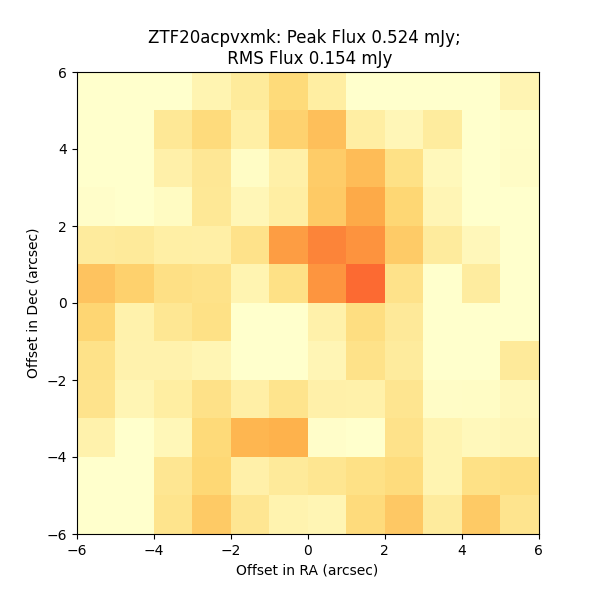 ZTF20acpvxmk: Peak Flux 0.524 mJy;
RMS Flux 0.154 mJy
6
4
2
0
−2
−4
−6
Offset in Dec (arcsec)
−6 −4 −2 0 2 4 6
Offset in RA (arcsec)